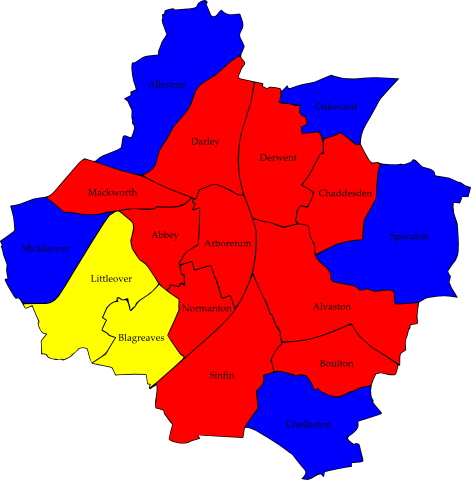 Allestree
Oakwood
Darley
Derwent
Mackworth
Chaddesden
Abbey
Arboretum
Spondon
Mickleover
Littleover
Normanton
Alvaston
Blagreaves
Boulton
Sinfin
Chellaston